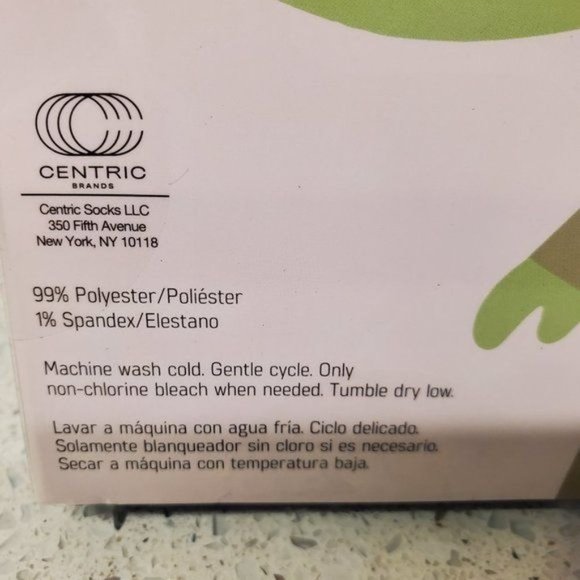 CENTRIC
BRANDS
Centric Socks LLC
350 Fifth Avenue
New York, NY 10118
99% Polyester/Poliéster
1% Spandex/Elestano
Machine wash cold. Gentle cycle. Only
non-chlorine bleach when needed. Tumble dry low.
Lavar a máquina con agua fría. Ciclo delicado.
Solamente blanqueador sin cloro si es necesario.
Secar a máquina con temperatura baja.